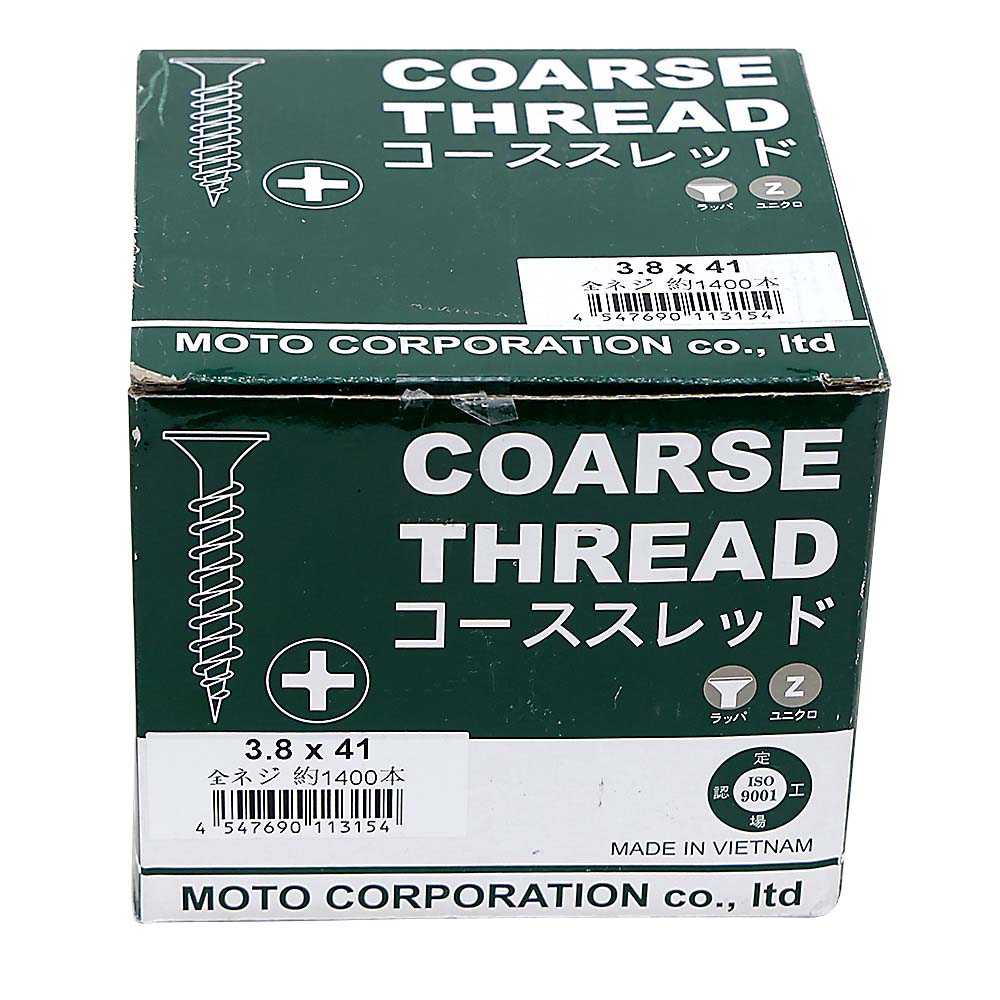 COARSE
THREAD
コーススレッド
Z
ラッパ ユニクロ
3.8 x 41
全ネジ 約1400本
4 547690 113154
MOTO CORPORATION co., ltd
COARSE
THREAD
コーススレッド
Z
ラッパ ユニクロ
3.8 x 41
全ネジ 約1400本
4 547690 113154
定
認 ISO 工
9001
場
MADE IN VIETNAM
MOTO CORPORATION co., ltd